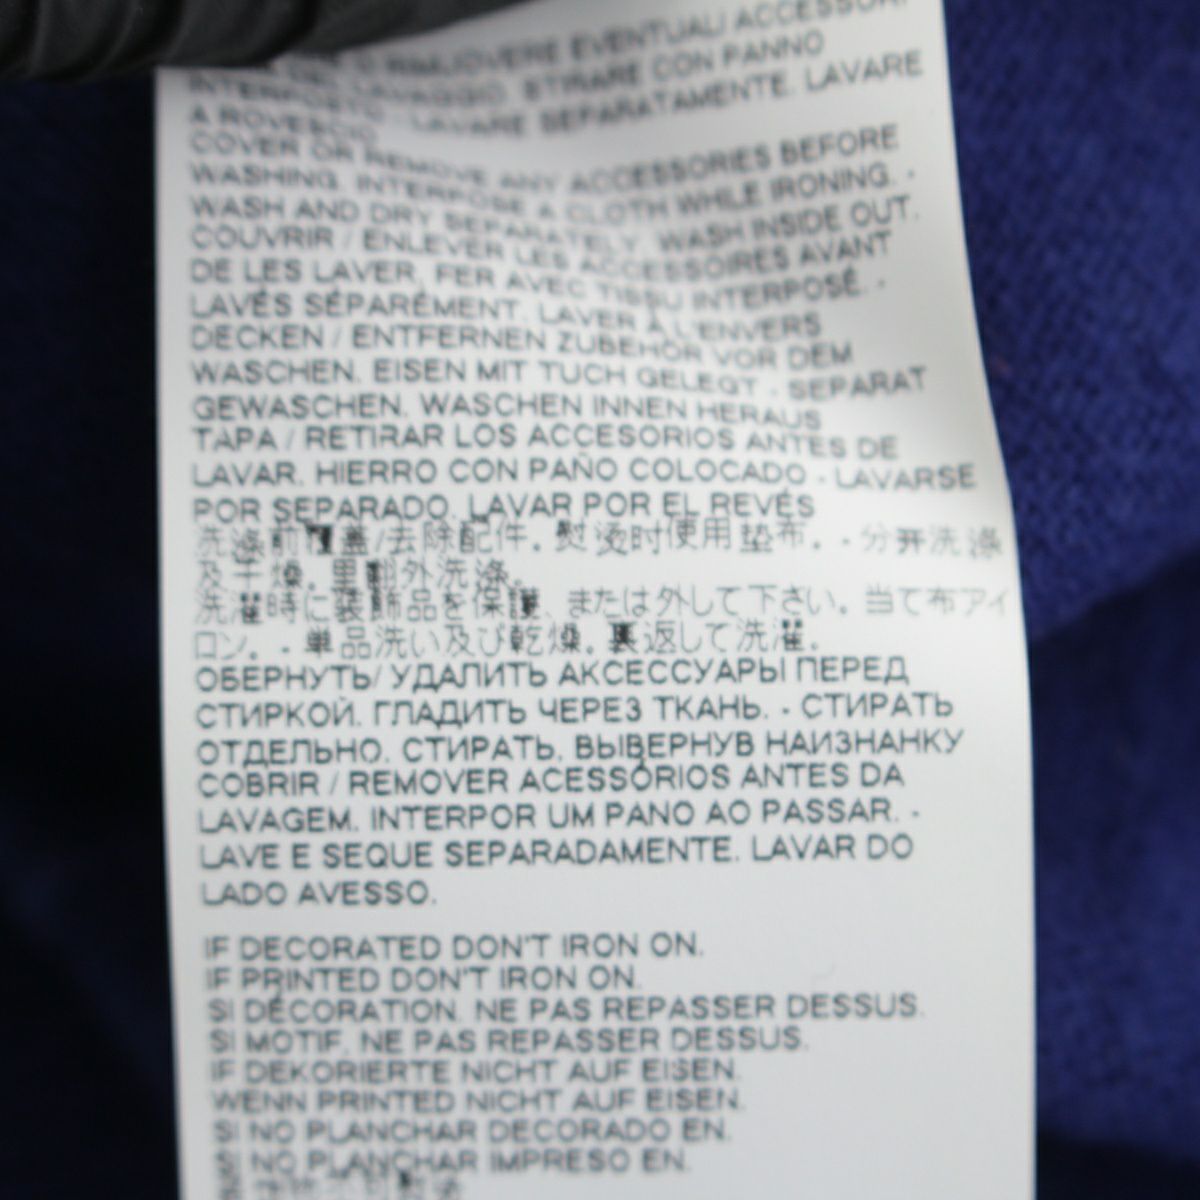 RIMUOVERE EVENTUALI ACCESSORI
LAVAGGIO. STIRARE CON PANNO
INTERPOSTO - LAVARE SEPARATAMENTE. LAVARE
A ROVESCIO
COVER OR REMOVE ANY ACCESSORIES BEFORE
WASHING. INTERPOSE A CLOTH WHILE IRONING. -
WASH AND DRY SEPARATELY. WASH INSIDE OUT.
COUVRIR / ENLEVER LES ACCESSOIRES AVANT
DE LES LAVER, FER AVEC TISSU INTERPOSÉ. -
LAVÉS SÉPARÉMENT. LAVER À L'ENVERS
DECKEN / ENTFERNEN ZUBEHÖR VOR DEM
WASCHEN. EISEN MIT TUCH GELEGT - SEPARAT
GEWASCHEN. WASCHEN INNEN HERAUS
TAPA / RETIRAR LOS ACCESORIOS ANTES DE
LAVAR. HIERRO CON PAÑO COLOCADO - LAVARSE
POR SEPARADO. LAVAR POR EL REVÉS
洗涤前覆盖/去除配件。熨烫时使用垫布。 - 分开洗涤
及干燥。里翻外洗涤。
洗濯時に装飾品を保護、または外して下さい。当て布アイ
ロン。 - 単品洗い及び乾燥。裏返して洗濯。
ОБЕРНУТЬ/ УДАЛИТЬ АКСЕССУАРЫ ПЕРЕД
СТИРКОЙ. ГЛАДИТЬ ЧЕРЕЗ ТКАНЬ. - СТИРАТЬ
ОТДЕЛЬНО. СТИРАТЬ, ВЫВЕРНУВ НАИЗНАНКУ
COBRIR / REMOVER ACESSÓRIOS ANTES DA
LAVAGEM. INTERPOR UM PANO AO PASSAR. -
LAVE E SEQUE SEPARADAMENTE. LAVAR DO
LADO AVESSO.
IF DECORATED DON'T IRON ON.
IF PRINTED DON'T IRON ON.
SI DÉCORATION. NE PAS REPASSER DESSUS.
SI MOTIF, NE PAS REPASSER DESSUS.
IF DEKORIERTE NICHT AUF EISEN.
WENN PRINTED NICHT AUF EISEN.
SI NO PLANCHAR DECORADO EN.
SI NO PLANCHAR IMPRESO EN.